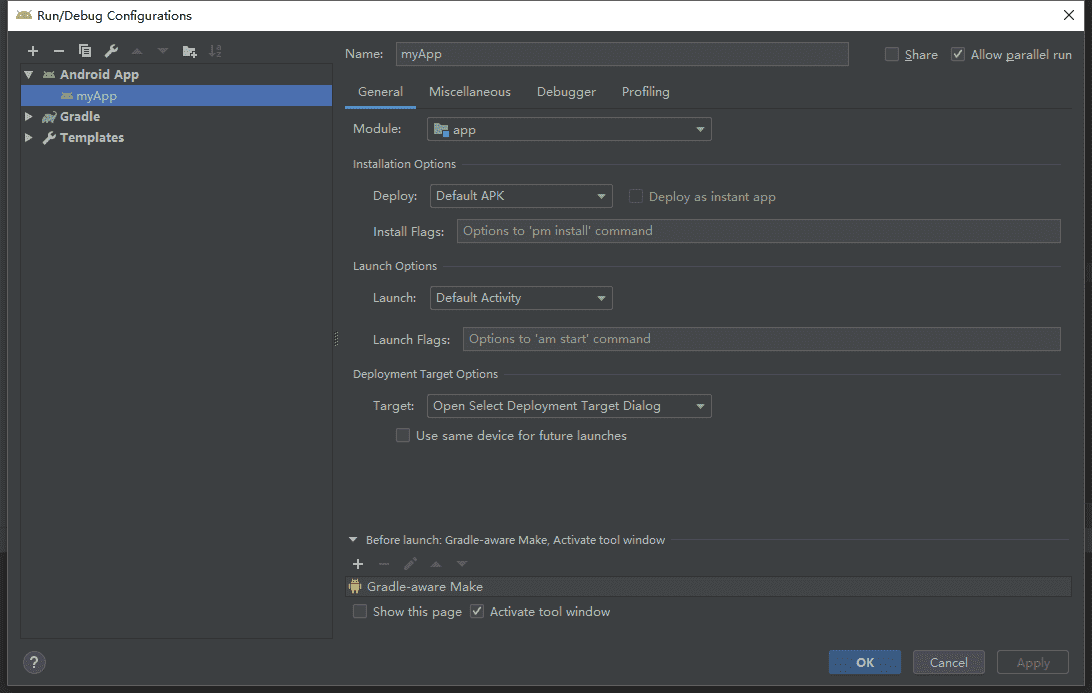 Run/Debug Configurations
Name: myApp Share Allow parallel run
Android App
myApp
Gradle
Templates
General Miscellaneous Debugger Profiling
Module: app
Installation Options
Deploy: Default APK Deploy as instant app
Install Flags: Options to 'pm install' command
Launch Options
Launch: Default Activity
Launch Flags: Options to 'am start' command
Deployment Target Options
Target: Open Select Deployment Target Dialog
Use same device for future launches
Before launch: Gradle-aware Make, Activate tool window
Gradle-aware Make
Show this page Activate tool window
? OK Cancel Apply